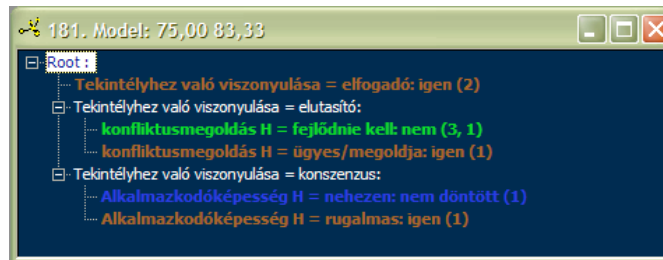 181. Model: 75,00 83,33
Root :
Tekintélyhez való viszonyulása = elfogadó: igen (2)
Tekintélyhez való viszonyulása = elutasító:
konfliktusmegoldás H = fejlődnie kell: nem (3, 1)
konfliktusmegoldás H = ügyes/megoldja: igen (1)
Tekintélyhez való viszonyulása = konszenzus:
Alkalmazkodóképesség H = nehezen: nem döntött (1)
Alkalmazkodóképesség H = rugalmas: igen (1)